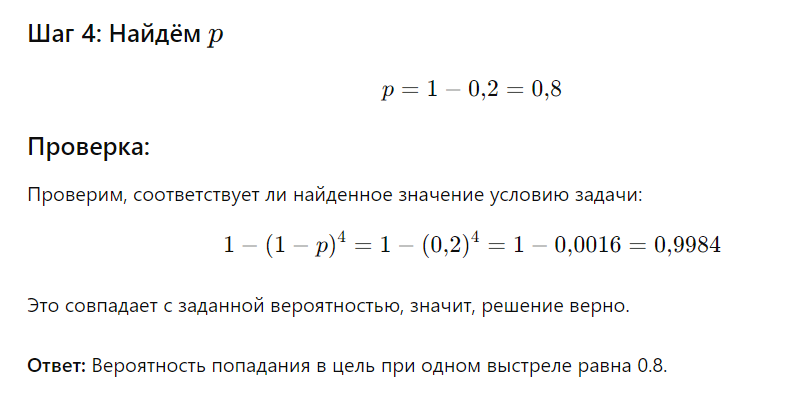 Шаг 4: Найдём p
p = 1 − 0,2 = 0,8
Проверка:
Проверим, соответствует ли найденное значение условию задачи:
1 − (1 − p)⁴ = 1 − (0,2)⁴ = 1 − 0,0016 = 0,9984
Это совпадает с заданной вероятностью, значит, решение верно.
Ответ: Вероятность попадания в цель при одном выстреле равна 0.8.